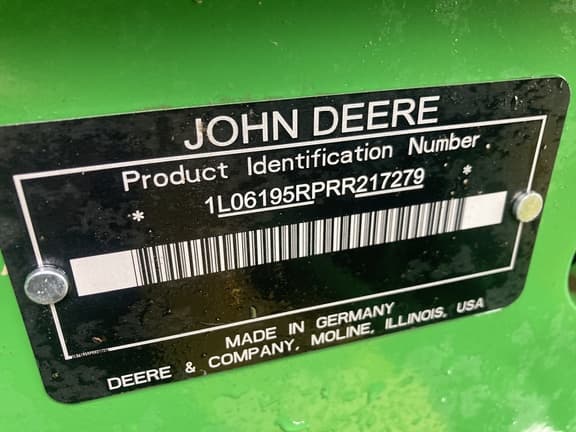 JOHN DEERE
Product Identification Number
* 1L06195RPRR217279 *
MADE IN GERMANY
DEERE & COMPANY, MOLINE, ILLINOIS, USA